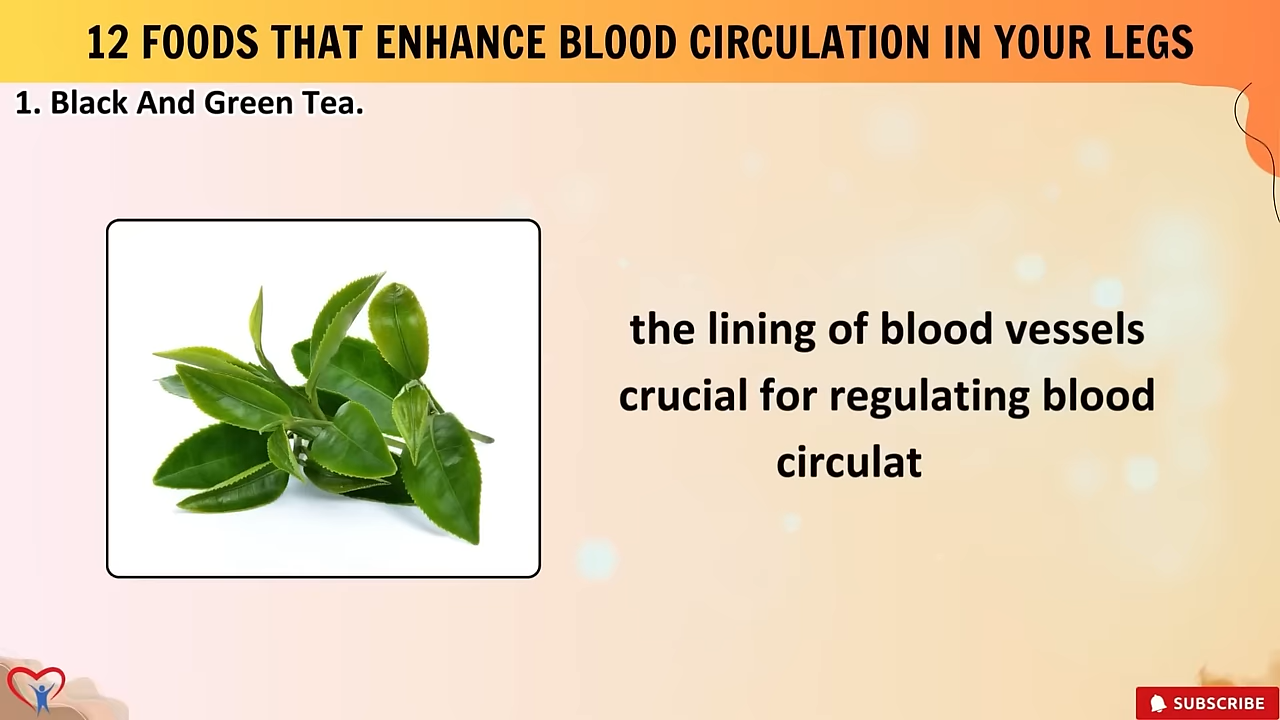 12 FOODS THAT ENHANCE BLOOD CIRCULATION IN YOUR LEGS
1. Black And Green Tea.
the lining of blood vessels
crucial for regulating blood
circulat
SUBSCRIBE